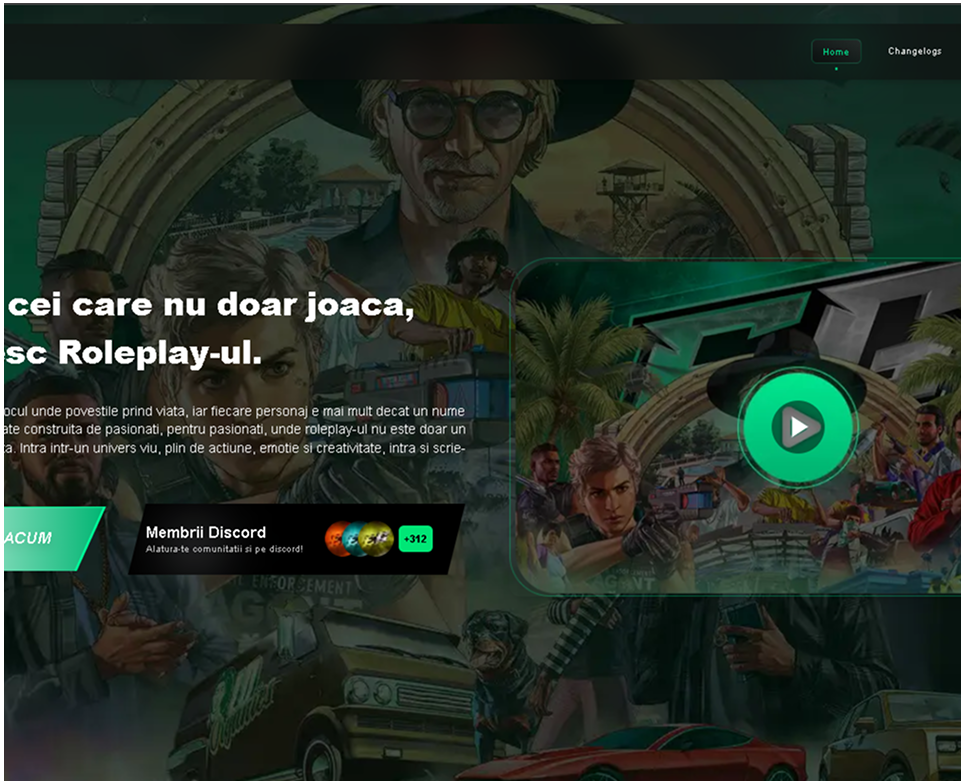 Home
Changelogs
cei care nu doar joaca,
sc Roleplay-ul.
ocul unde povestile prind viata, iar fiecare personaj e mai mult decat un nume
ate construita de pasionati, pentru pasionati, unde roleplay-ul nu este doar un
a. Intra intr-un univers viu, plin de actiune, emotie si creativitate, intra si scrie-
ACUM
Membrii Discord
Alatura-te comunitatii si pe discord!
+312
ENFORCEMENT
AGENT